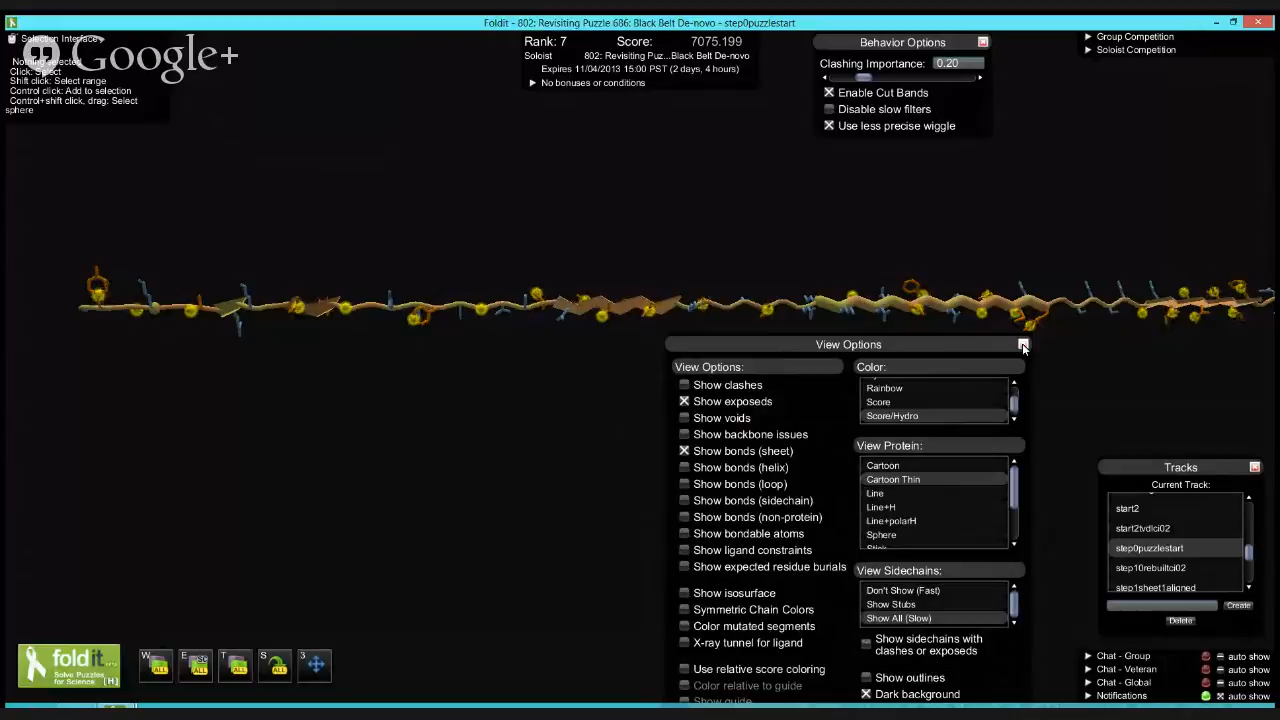 Foldit - 802: Revisiting Puzzle 686: Black Belt De-novo - step0puzzlestart
Selection Interface
Google+
Nothing selected
Click: Select
Shift click: Select range
Control click: Add to selection
Control+shift click, drag: Select
sphere
Rank: 7 Score: 7075.199
Soloist 802: Revisiting Puz...Black Belt De-novo
Expires 11/04/2013 15:00 PST (2 days, 4 hours)
No bonuses or conditions
Behavior Options
Clashing Importance: 0.20
Enable Cut Bands
Disable slow filters
Use less precise wiggle
Group Competition
Soloist Competition
View Options
View Options:
Show clashes
Show exposeds
Show voids
Show backbone issues
Show bonds (sheet)
Show bonds (helix)
Show bonds (loop)
Show bonds (sidechain)
Show bonds (non-protein)
Show bondable atoms
Show ligand constraints
Show expected residue burials
Show isosurface
Symmetric Chain Colors
Color mutated segments
X-ray tunnel for ligand
Use relative score coloring
Color relative to guide
Show guide
Color:
Rainbow
Score
Score/Hydro
View Protein:
Cartoon
Cartoon Thin
Line
Line+H
Line+polarH
Sphere
Stick
View Sidechains:
Don't Show (Fast)
Show Stubs
Show All (Slow)
Show sidechains with
clashes or exposeds
Show outlines
Dark background
Tracks
Current Track:
start2
start2tvdlci02
step0puzzlestart
step10rebuiltci02
step1sheet1aligned
Create
Delete
foldit
Solve Puzzles
for Science [H]
W ALL
E SC ALL
T ALL
S ALL
3
Chat - Group auto show
Chat - Veteran auto show
Chat - Global auto show
Notifications auto show